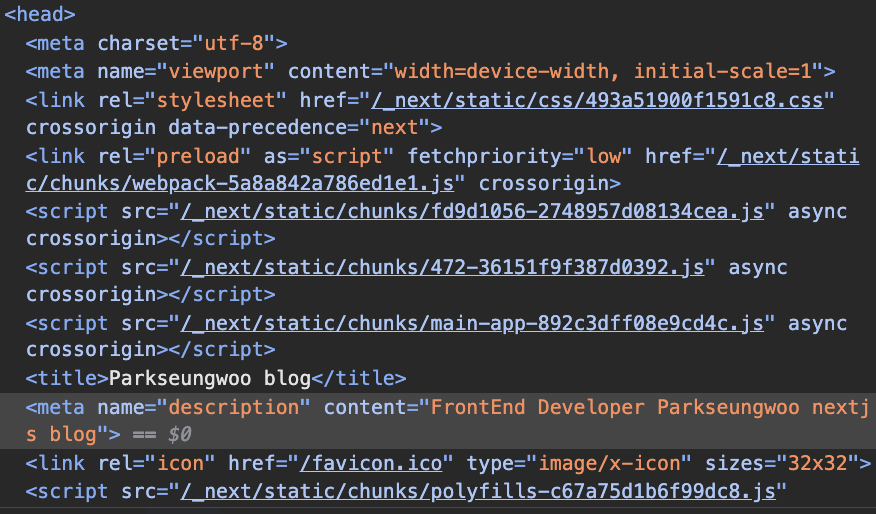 <head>
<meta charset="utf-8">
<meta name="viewport" content="width=device-width, initial-scale=1">
<link rel="stylesheet" href="/_next/static/css/493a51900f1591c8.css"
crossorigin data-precedence="next">
<link rel="preload" as="script" fetchpriority="low" href="/_next/stati
c/chunks/webpack-5a8a842a786ed1e1.js" crossorigin>
<script src="/_next/static/chunks/fd9d1056-2748957d08134cea.js" async
crossorigin></script>
<script src="/_next/static/chunks/472-36151f9f387d0392.js" async
crossorigin></script>
<script src="/_next/static/chunks/main-app-892c3dff08e9cd4c.js" async
crossorigin></script>
<title>Parkseungwoo blog</title>
<meta name="description" content="FrontEnd Developer Parkseungwoo nextj
s blog"> == $0
<link rel="icon" href="/favicon.ico" type="image/x-icon" sizes="32x32">
<script src="/_next/static/chunks/polyfills-c67a75d1b6f99dc8.js"